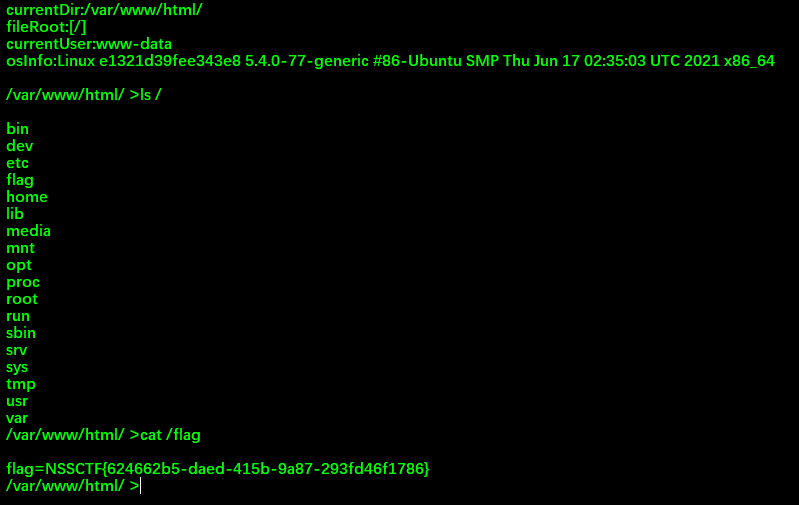 currentDir:/var/www/html/
fileRoot:[/]
currentUser:www-data
osInfo:Linux e1321d39fee343e8 5.4.0-77-generic #86-Ubuntu SMP Thu Jun 17 02:35:03 UTC 2021 x86_64
/var/www/html/ >ls /
bin
dev
etc
flag
home
lib
media
mnt
opt
proc
root
run
sbin
srv
sys
tmp
usr
var
/var/www/html/ >cat /flag
flag=NSSCTF{624662b5-daed-415b-9a87-293fd46f1786}
/var/www/html/ >